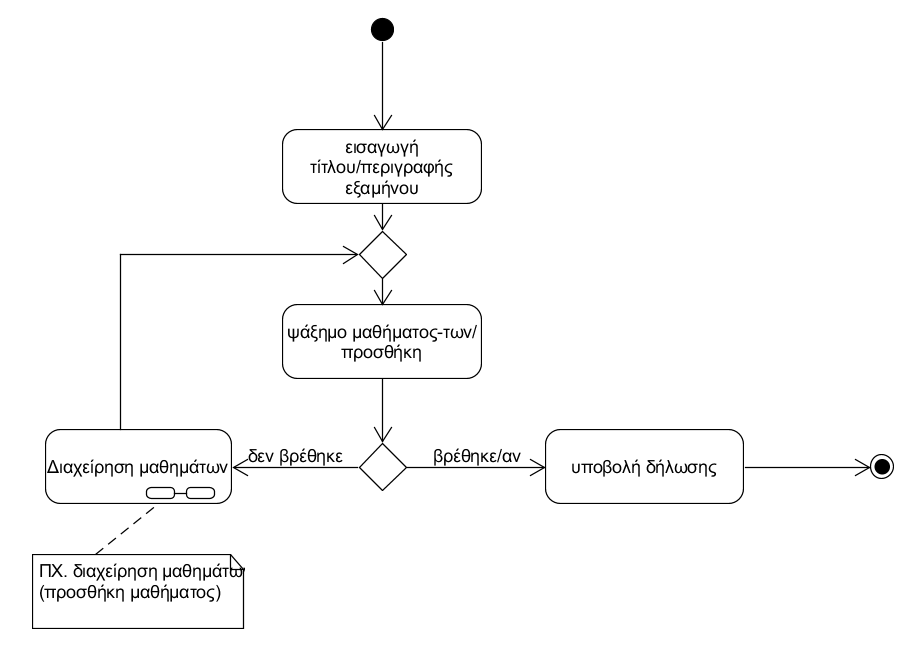 εισαγωγή
τίτλου/περιγραφής
εξαμήνου
ψάξημο μαθήματος-των/
προσθήκη
δεν βρέθηκε
βρέθηκε/αν
Διαχείρηση μαθημάτων
υποβολή δήλωσης
ΠΧ. διαχείρηση μαθημάτων
(προσθήκη μαθήματος)